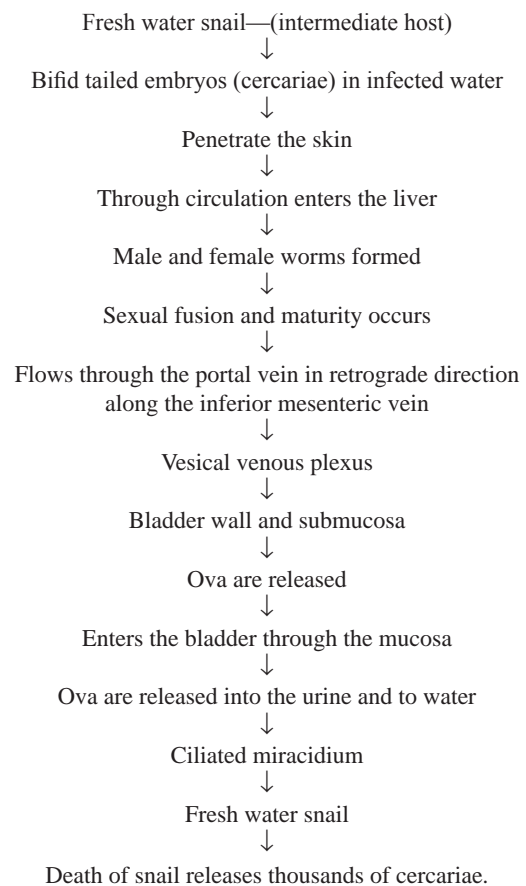 Fresh water snail—(intermediate host)
↓
Bifid tailed embryos (cercariae) in infected water
↓
Penetrate the skin
↓
Through circulation enters the liver
↓
Male and female worms formed
↓
Sexual fusion and maturity occurs
↓
Flows through the portal vein in retrograde direction
along the inferior mesenteric vein
↓
Vesical venous plexus
↓
Bladder wall and submucosa
↓
Ova are released
↓
Enters the bladder through the mucosa
↓
Ova are released into the urine and to water
↓
Ciliated miracidium
↓
Fresh water snail
↓
Death of snail releases thousands of cercariae.